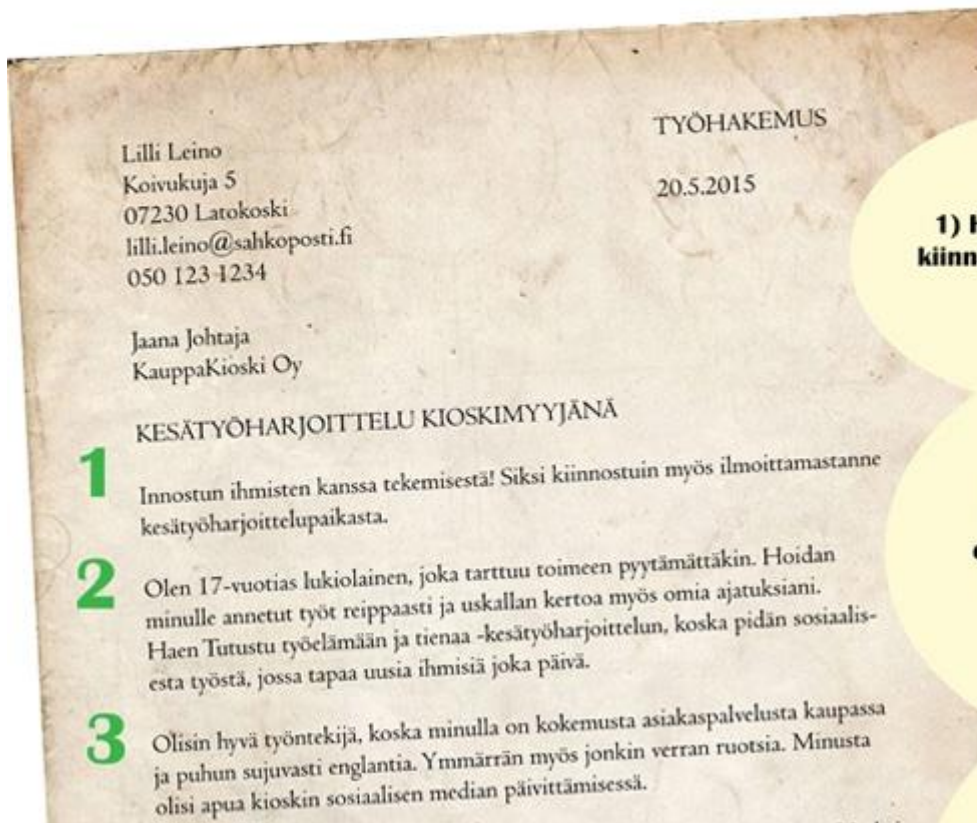 TYÖHAKEMUS
Lilli Leino
Koivukuja 5
07230 Latokoski
lilli.leino@sahkoposti.fi
050 123 1234
20.5.2015
Jaana Johtaja
KauppaKioski Oy
KESÄTYÖHARJOITTELU KIOSKIMYYJÄNÄ
1
Innostun ihmisten kanssa tekemisestä! Siksi kiinnostuin myös ilmoittamastanne
kesätyöharjoittelupaikasta.
2
Olen 17-vuotias lukiolainen, joka tarttuu toimeen pyytämättäkin. Hoidan
minulle annetut työt reippaasti ja uskallan kertoa myös omia ajatuksiani.
Haen Tutustu työelämään ja tienaa -kesätyöharjoittelun, koska pidän sosiaalis-
esta työstä, jossa tapaa uusia ihmisiä joka päivä.
3
Olisin hyvä työntekijä, koska minulla on kokemusta asiakaspalvelusta kaupassa
ja puhun sujuvasti englantia. Ymmärrän myös jonkin verran ruotsia. Minusta
olisi apua kioskin sosiaalisen median päivittämisessä.
1)